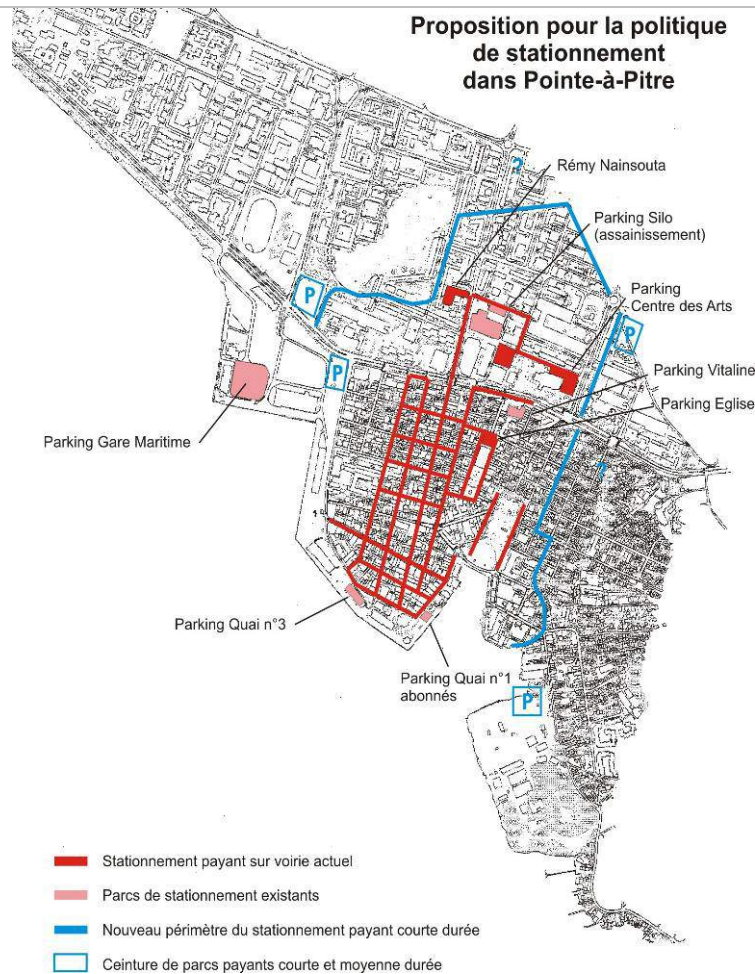 Proposition pour la politique
de stationnement
dans Pointe-à-Pitre
?
Rémy Nainsouta
Parking Silo
(assainissement)
P
Parking
Centre des Arts
P
P
Parking Vitaline
Parking Eglise
Parking Gare Maritime
?
Parking Quai n°3
Parking Quai n°1
abonnés
P
Stationnement payant sur voirie actuel
Parcs de stationnement existants
Nouveau périmètre du stationnement payant courte durée
Ceinture de parcs payants courte et moyenne durée